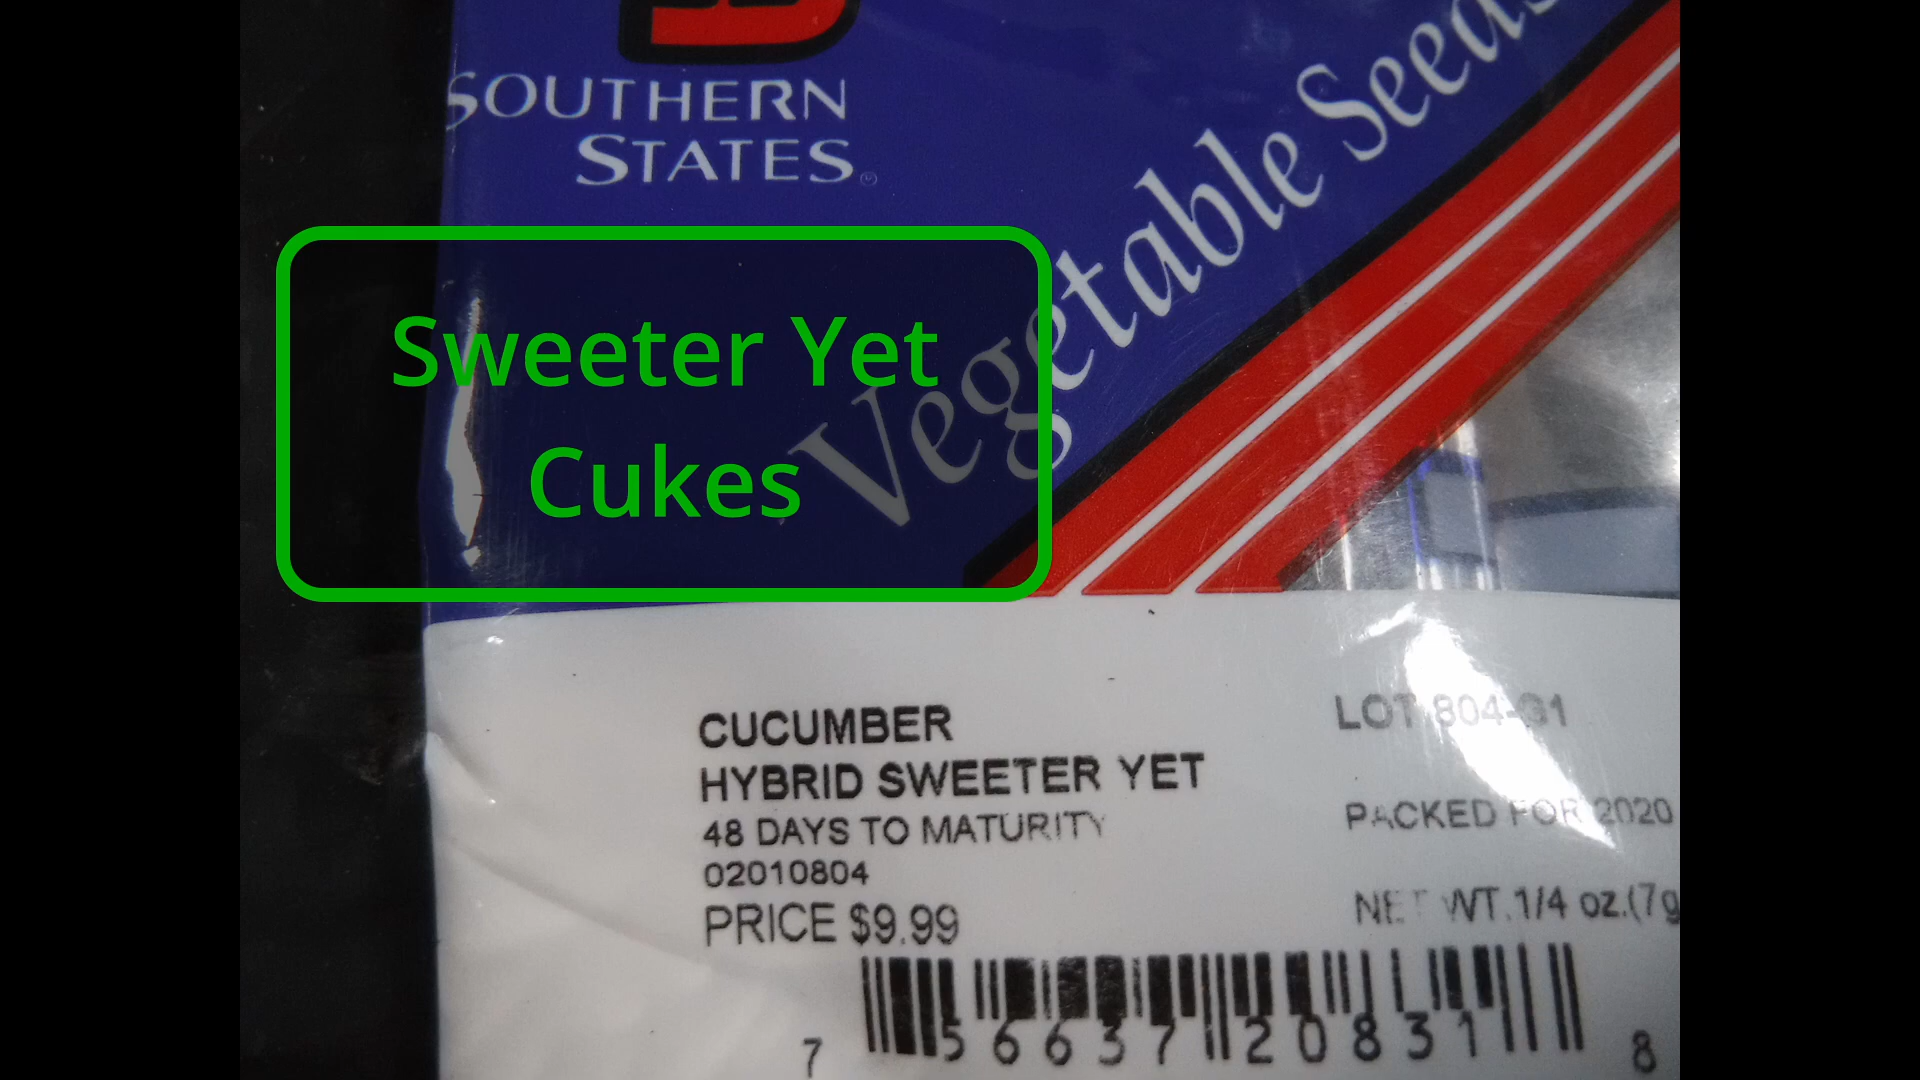 SOUTHERN
STATES
Vegetable Seeds
Sweeter Yet
Cukes
CUCUMBER
HYBRID SWEETER YET
48 DAYS TO MATURITY
02010804
PRICE $9.99
LOT 804-G1
PACKED FOR 2020
NET WT. 1/4 oz.(7g
7 56637 20831 8